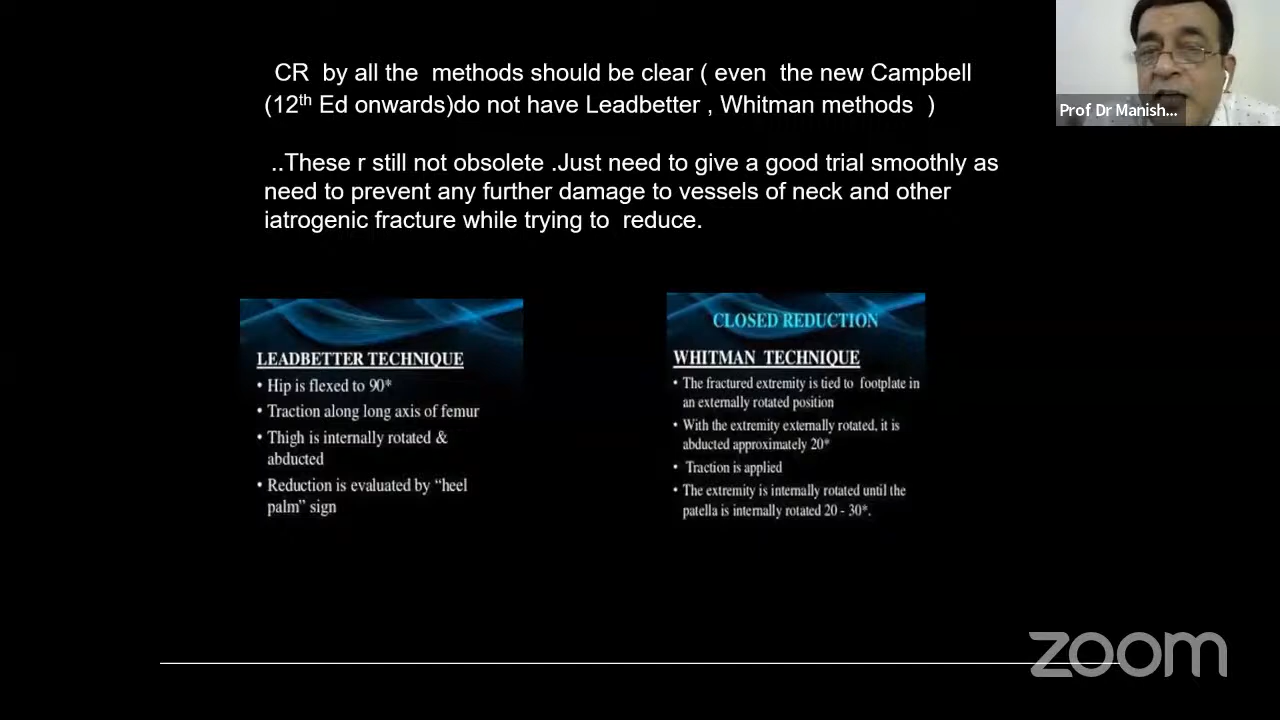 CR by all the methods should be clear ( even the new Campbell
(12th Ed onwards)do not have Leadbetter , Whitman methods )
..These r still not obsolete .Just need to give a good trial smoothly as
need to prevent any further damage to vessels of neck and other
iatrogenic fracture while trying to reduce.
LEADBETTER TECHNIQUE
• Hip is flexed to 90*
• Traction along long axis of femur
• Thigh is internally rotated &
abducted
• Reduction is evaluated by “heel
palm” sign
CLOSED REDUCTION
WHITMAN TECHNIQUE
• The fractured extremity is tied to footplate in
an externally rotated position
• With the extremity externally rotated, it is
abducted approximately 20*
• Traction is applied
• The extremity is internally rotated until the
patella is internally rotated 20 - 30*.
Prof Dr Manish...
zoom